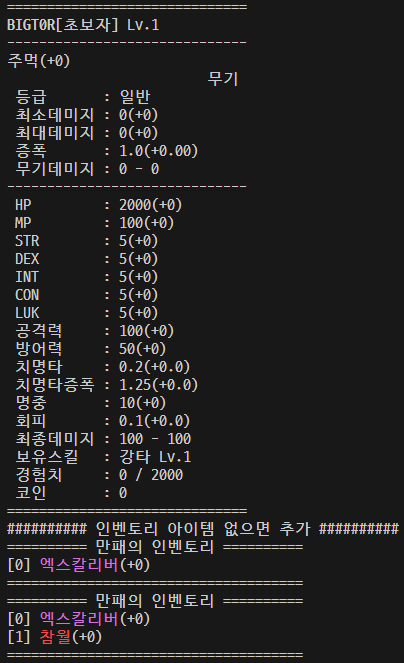 ==============================
BIGT0R[초보자] Lv.1
------------------------------
주먹(+0)
무기
등급 : 일반
최소데미지 : 0(+0)
최대데미지 : 0(+0)
증폭 : 1.0(+0.00)
무기데미지 : 0 - 0
------------------------------
HP : 2000(+0)
MP : 100(+0)
STR : 5(+0)
DEX : 5(+0)
INT : 5(+0)
CON : 5(+0)
LUK : 5(+0)
공격력 : 100(+0)
방어력 : 50(+0)
치명타 : 0.2(+0.0)
치명타증폭 : 1.25(+0.0)
명중 : 10(+0)
회피 : 0.1(+0.0)
최종데미지 : 100 - 100
보유스킬 : 강타 Lv.1
경험치 : 0 / 2000
코인 : 0
==============================
########## 인벤토리 아이템 없으면 추가 ##########
========== 만패의 인벤토리 ==========
[0] 엑스칼리버(+0)
=====================================
========== 만패의 인벤토리 ==========
[0] 엑스칼리버(+0)
[1] 참월(+0)
=====================================